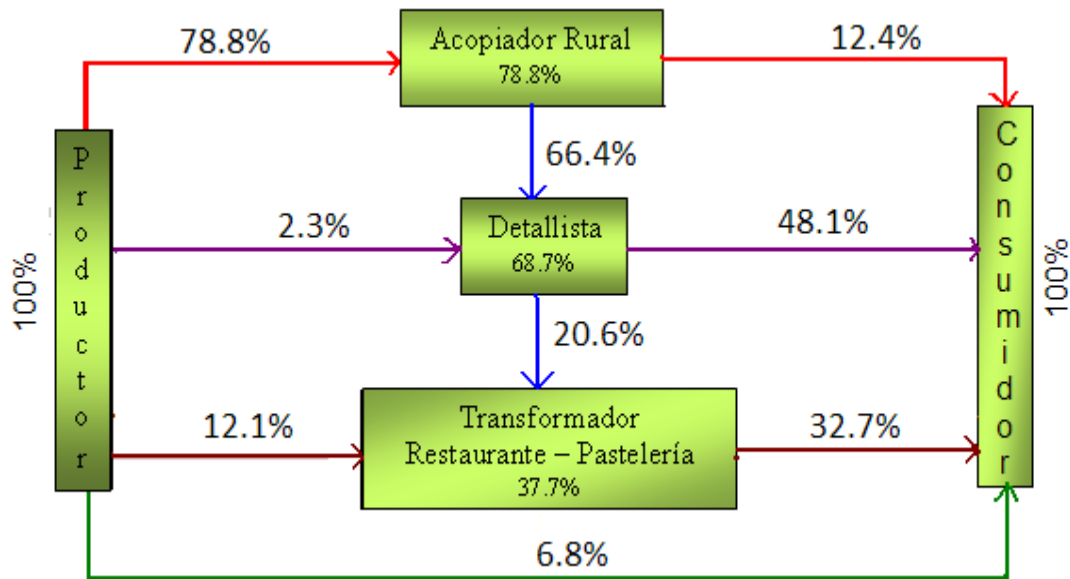 78.8%
Acopiador Rural
78.8%
12.4%
66.4%
Productor
100%
2.3%
Detallista
68.7%
48.1%
Consumidor
100%
20.6%
12.1%
Transformador
Restaurante – Pastelería
37.7%
32.7%
6.8%